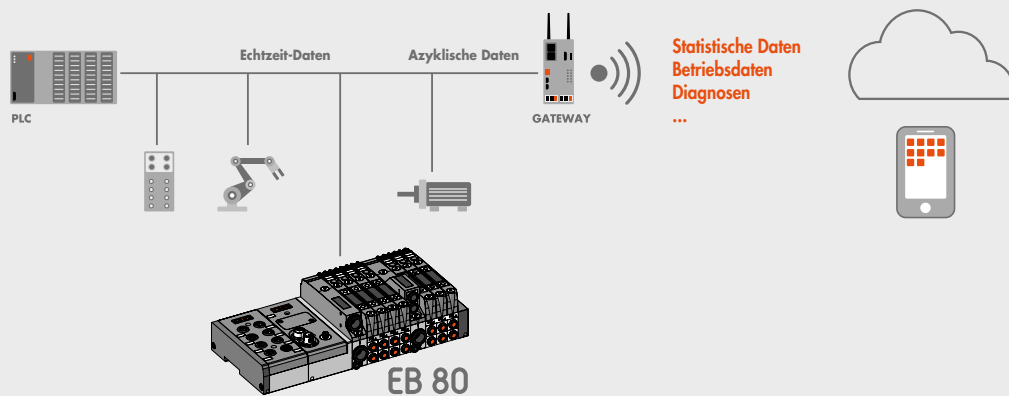 Echtzeit-Daten
Azyklische Daten
Statistische Daten
Betriebsdaten
Diagnosen
...
PLC
GATEWAY
EB 80